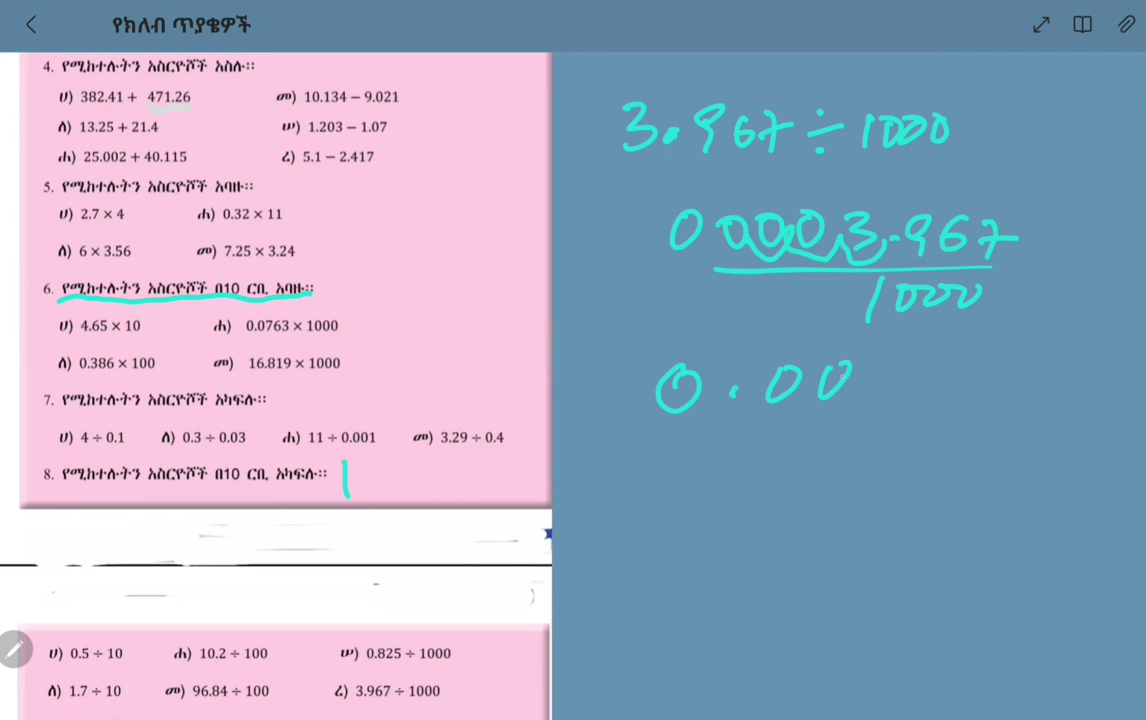 የክለብ ጥያቄዎች
4. የሚከተሉትን አስርዮሾች አስሉ።
ሀ) 382.41 + 471.26 መ) 10.134 − 9.021
ለ) 13.25 + 21.4 ሠ) 1.203 − 1.07
ሐ) 25.002 + 40.115 ረ) 5.1 − 2.417
5. የሚከተሉትን አስርዮሾች አባዙ።
ሀ) 2.7 × 4 ሐ) 0.32 × 11
ለ) 6 × 3.56 መ) 7.25 × 3.24
6. የሚከተሉትን አስርዮሾች በ10 ርቢ አባዙ።
ሀ) 4.65 × 10 ሐ) 0.0763 × 1000
ለ) 0.386 × 100 መ) 16.819 × 1000
7. የሚከተሉትን አስርዮሾች አካፍሉ።
ሀ) 4 ÷ 0.1 ለ) 0.3 ÷ 0.03 ሐ) 11 ÷ 0.001 መ) 3.29 ÷ 0.4
8. የሚከተሉትን አስርዮሾች በ10 ርቢ አካፍሉ።
ሀ) 0.5 ÷ 10 ሐ) 10.2 ÷ 100 ሠ) 0.825 ÷ 1000
ለ) 1.7 ÷ 10 መ) 96.84 ÷ 100 ረ) 3.967 ÷ 1000
3.967 ÷ 1000
00003.967
1000
0.00